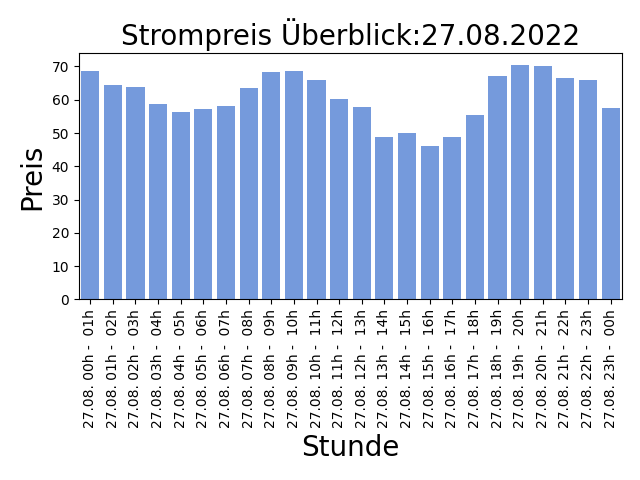 Strompreis Überblick:27.08.2022
Preis
70
60
50
40
30
20
10
0
27.08. 00h - 01h
27.08. 01h - 02h
27.08. 02h - 03h
27.08. 03h - 04h
27.08. 04h - 05h
27.08. 05h - 06h
27.08. 06h - 07h
27.08. 07h - 08h
27.08. 08h - 09h
27.08. 09h - 10h
27.08. 10h - 11h
27.08. 11h - 12h
27.08. 12h - 13h
27.08. 13h - 14h
27.08. 14h - 15h
27.08. 15h - 16h
27.08. 16h - 17h
27.08. 17h - 18h
27.08. 18h - 19h
27.08. 19h - 20h
27.08. 20h - 21h
27.08. 21h - 22h
27.08. 22h - 23h
27.08. 23h - 00h
Stunde